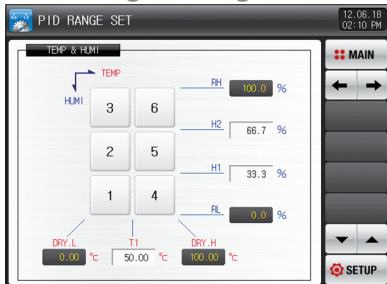 PID RANGE SET
12.06.18
02:10 PM
TEMP & HUMI
MAIN
TEMP
HUMI
RH 100.0 %
3 6
H2 66.7 %
2 5
H1 33.3 %
1 4
RL 0.0 %
DRY.L T1 DRY.H
0.00 ℃ 50.00 ℃ 100.00 ℃
SETUP